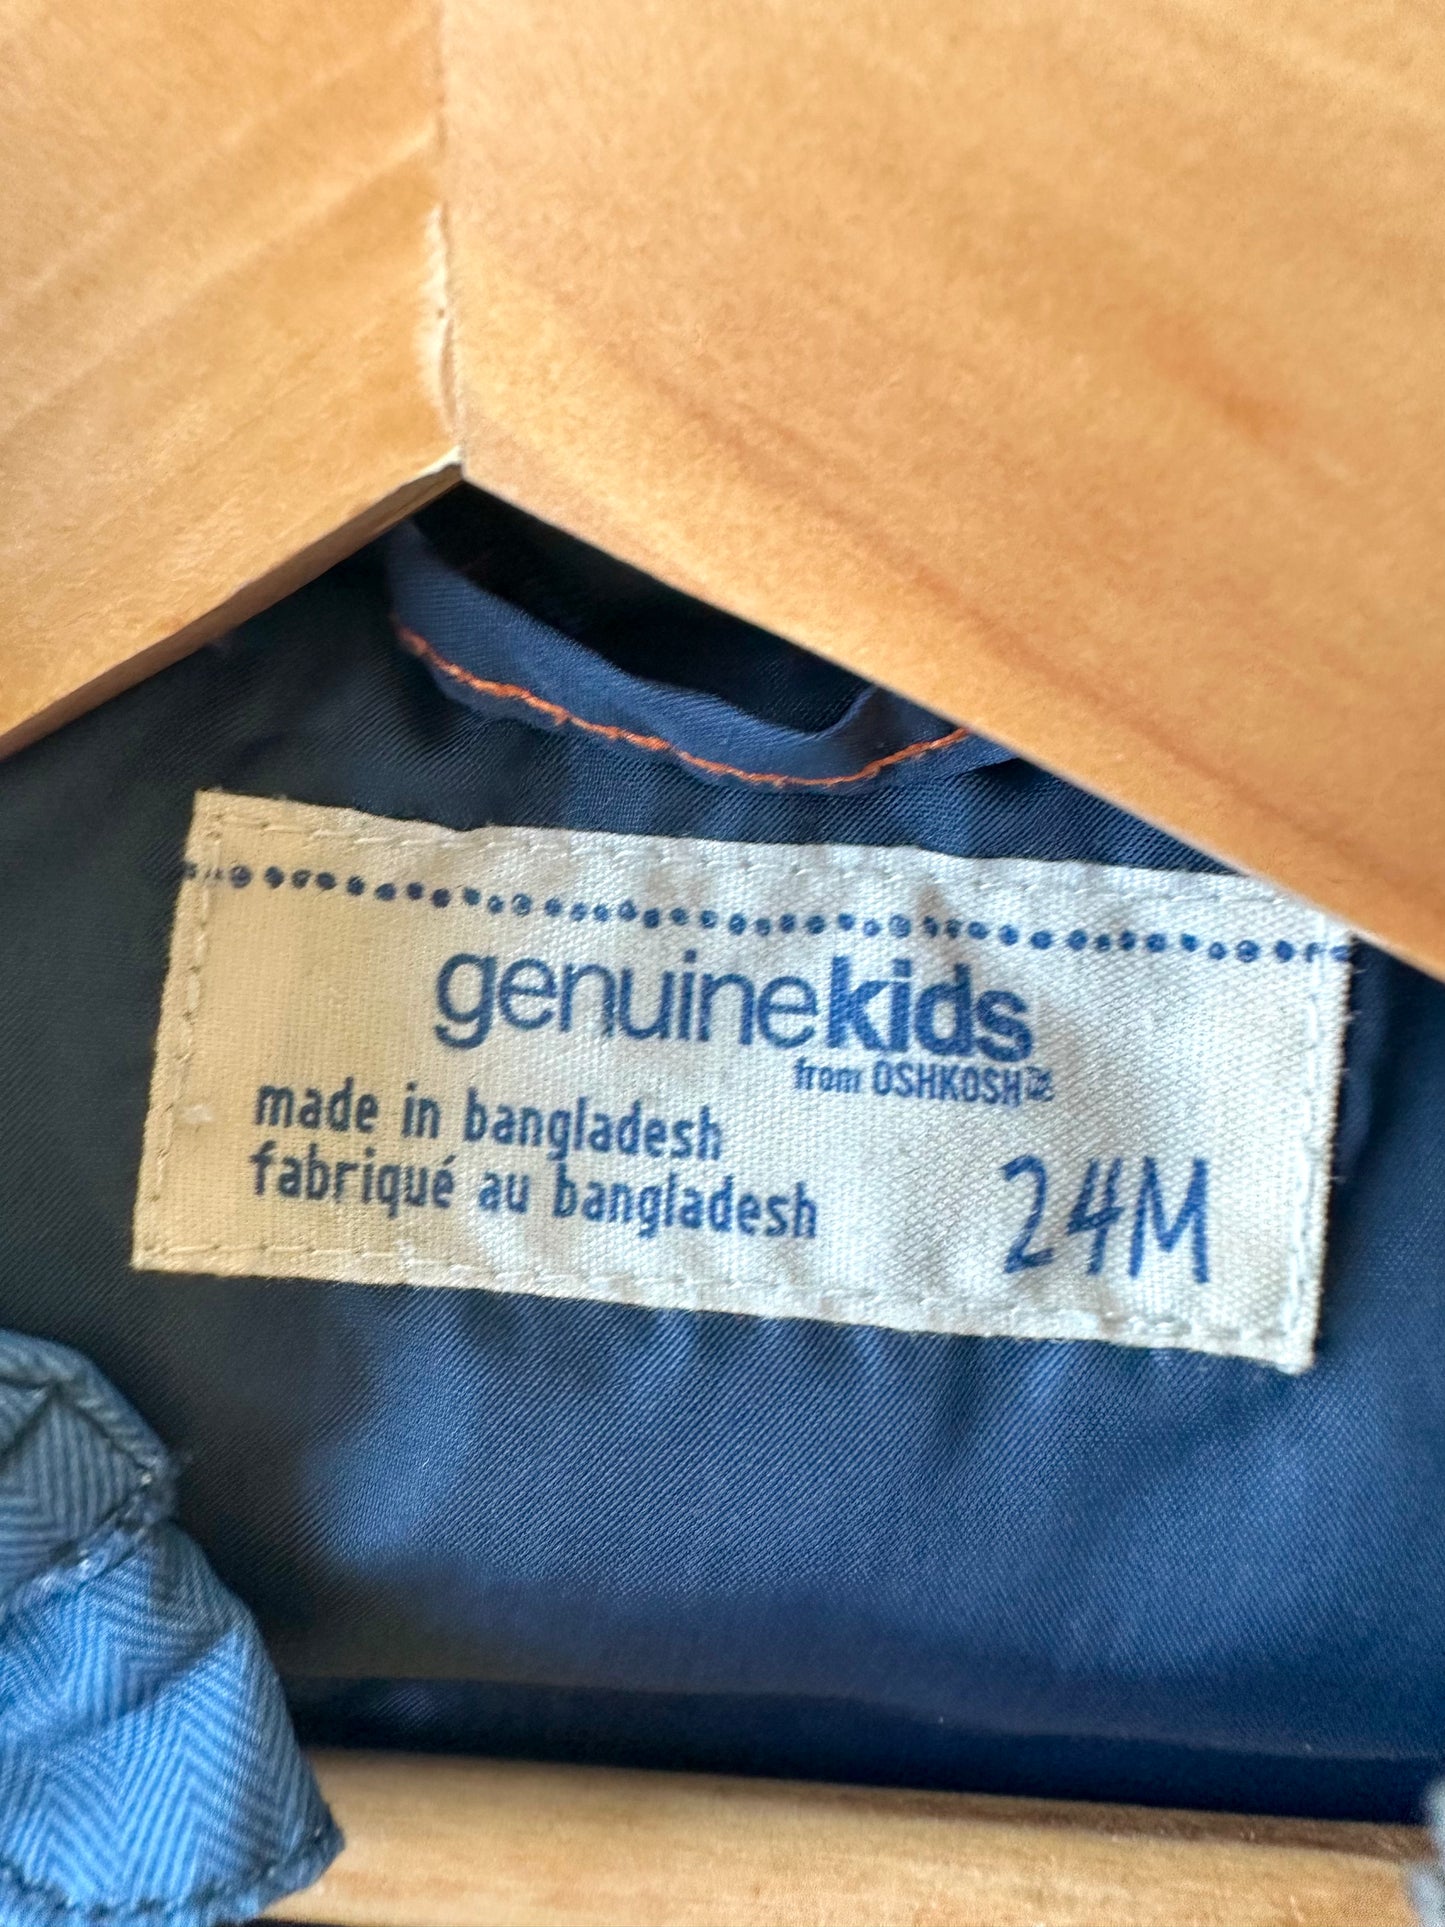 genuinekids
from OSHKOSH
made in bangladesh
fabriqué au bangladesh
24M